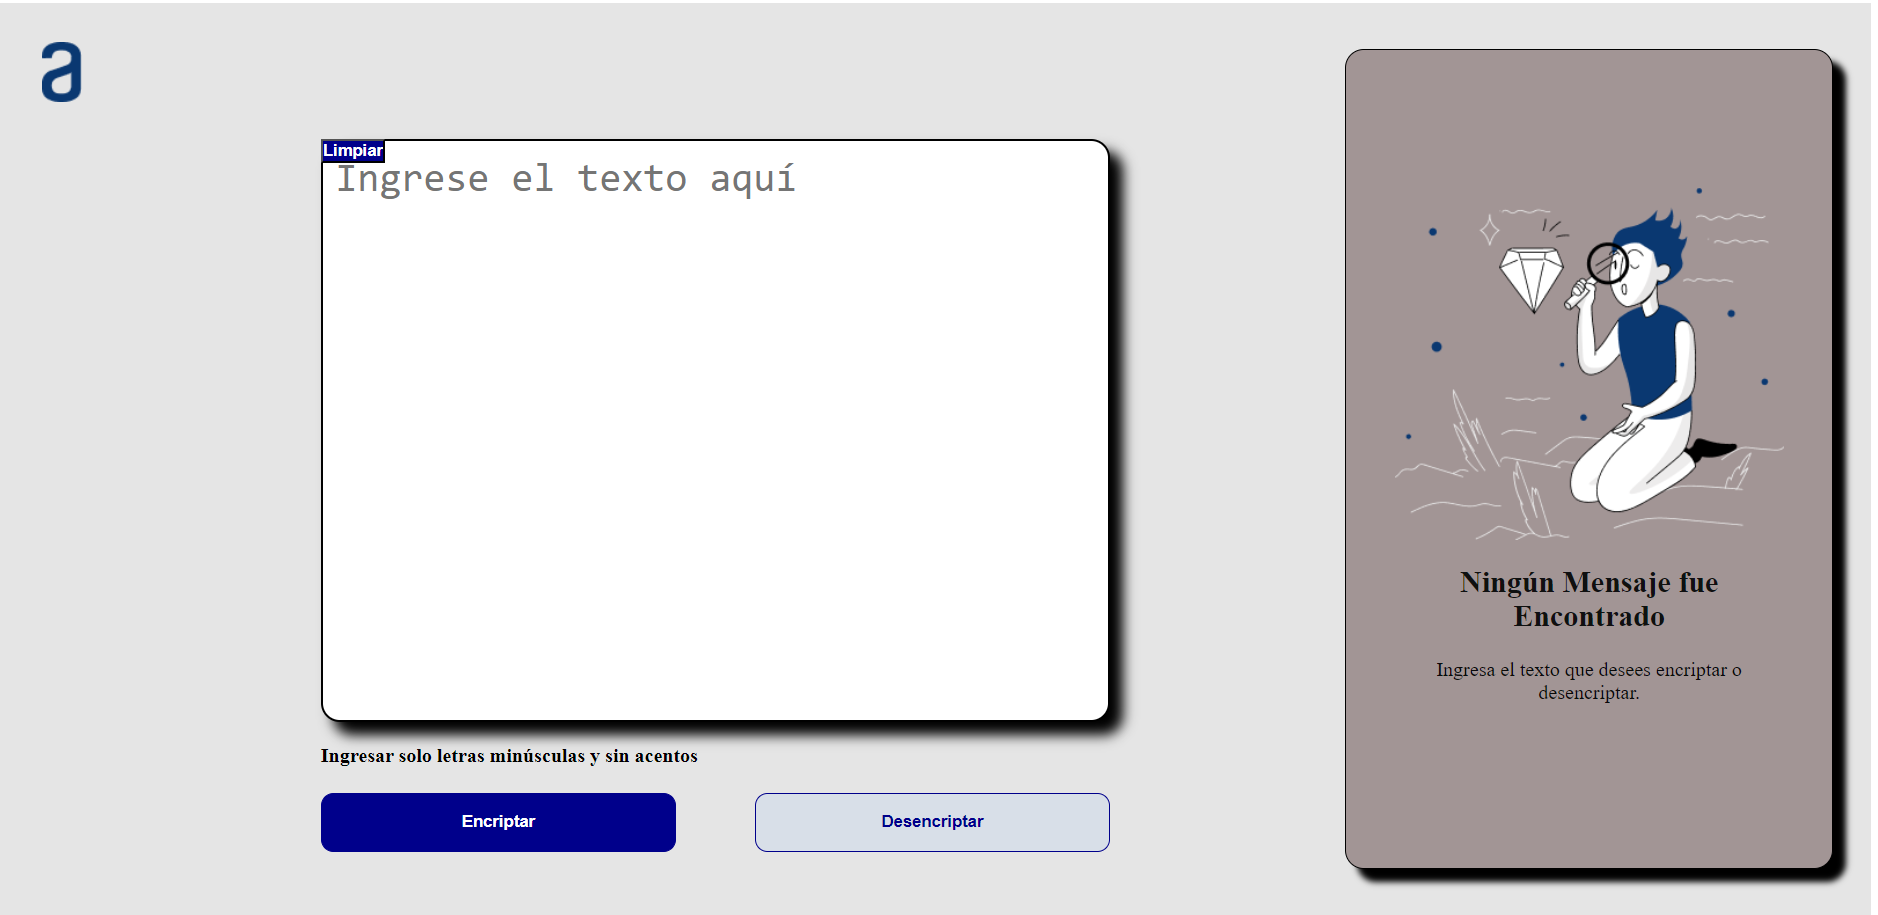 a
Limpiar
Ingrese el texto aquí
Ingresar solo letras minúsculas y sin acentos
Encriptar
Desencriptar
Ningún Mensaje fue
Encontrado
Ingresa el texto que desees encriptar o
desencriptar.